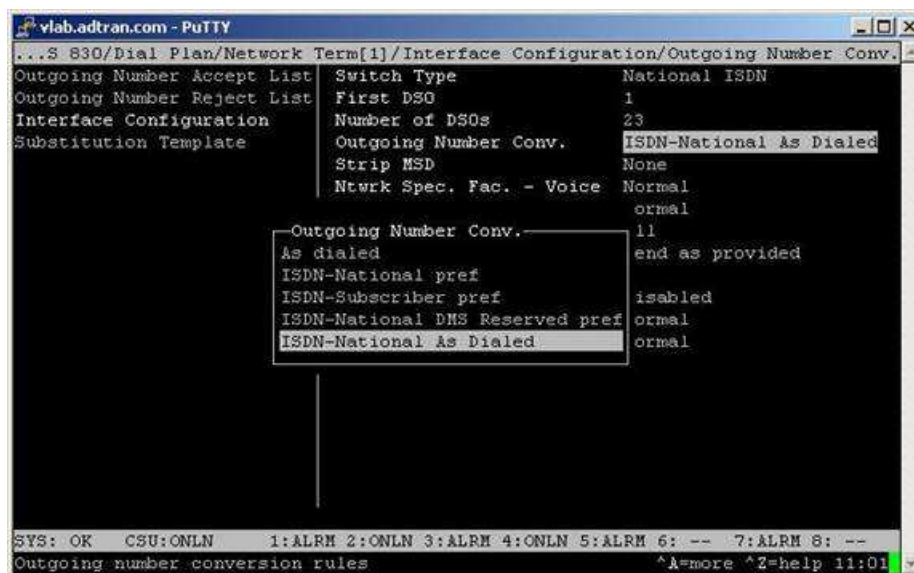 vlab.adtran.com - PuTTY
...S 830/Dial Plan/Network Term[1]/Interface Configuration/Outgoing Number Conv.
Outgoing Number Accept List Switch Type National ISDN
Outgoing Number Reject List First DS0 1
Interface Configuration Number of DS0s 23
Substitution Template Outgoing Number Conv. ISDN-National As Dialed
Strip MSD None
Ntwrk Spec. Fac. - Voice Normal
ormal
Outgoing Number Conv. 11
As dialed end as provided
ISDN-National pref
ISDN-Subscriber pref isabled
ISDN-National DMS Reserved pref ormal
ISDN-National As Dialed ormal
SYS: OK CSU:ONLN 1:ALRM 2:ONLN 3:ALRM 4:ONLN 5:ALRM 6: -- 7:ALRM 8: --
Outgoing number conversion rules ^A=more ^Z=help 11:01